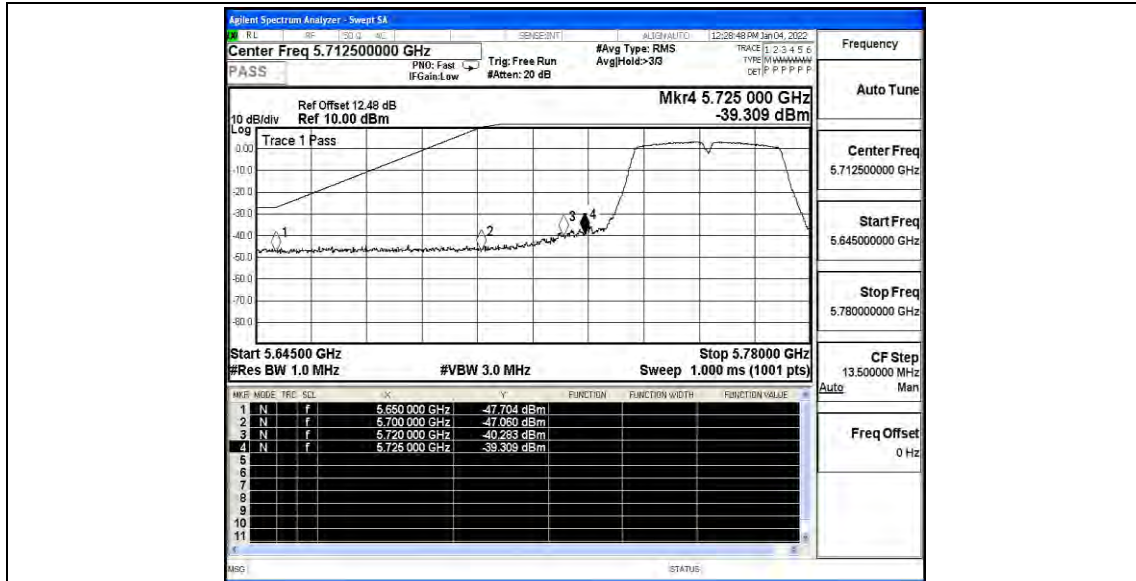 Agilent Spectrum Analyzer - Swept SA
RL RF 50 Ω AC SENSE:INT ALIGN AUTO 12:28:48 PM Jan 04, 2022
Center Freq 5.712500000 GHz
PASS
PNO: Fast
IFGain:Low
Trig: Free Run
#Atten: 20 dB
#Avg Type: RMS
Avg|Hold:>3/3
TRACE 1 2 3 4 5 6
TYPE M WWWWW
DET P P P P P P
Ref Offset 12.48 dB
10 dB/div Ref 10.00 dBm
Mkr4 5.725 000 GHz
-39.309 dBm
Log
Trace 1 Pass
0.00
-10.0
-20.0
-30.0
-40.0
-50.0
-60.0
-70.0
-80.0
1
2
3
4
Start 5.64500 GHz Stop 5.78000 GHz
#Res BW 1.0 MHz #VBW 3.0 MHz Sweep 1.000 ms (1001 pts)
MKR MODE TRC SCL X Y FUNCTION FUNCTION WIDTH FUNCTION VALUE
1 N f 5.650 000 GHz -47.704 dBm
2 N f 5.700 000 GHz -47.060 dBm
3 N f 5.720 000 GHz -40.283 dBm
4 N f 5.725 000 GHz -39.309 dBm
5
6
7
8
9
10
11
MSG STATUS
Frequency
Auto Tune
Center Freq
5.712500000 GHz
Start Freq
5.645000000 GHz
Stop Freq
5.780000000 GHz
CF Step
13.500000 MHz
Auto Man
Freq Offset
0 Hz